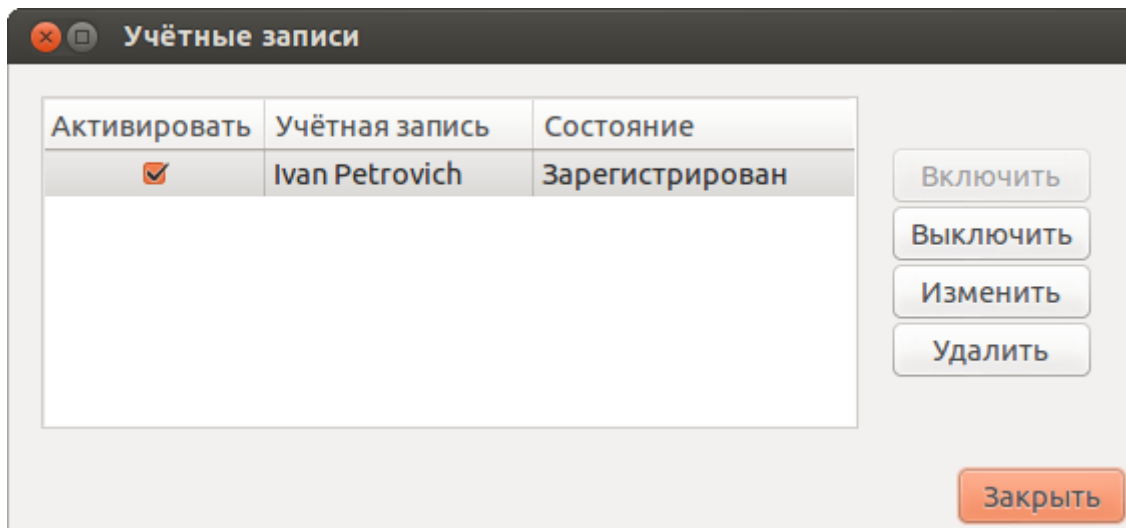 Учётные записи
Активировать Учётная запись Состояние
Ivan Petrovich Зарегистрирован
Включить
Выключить
Изменить
Удалить
Закрыть